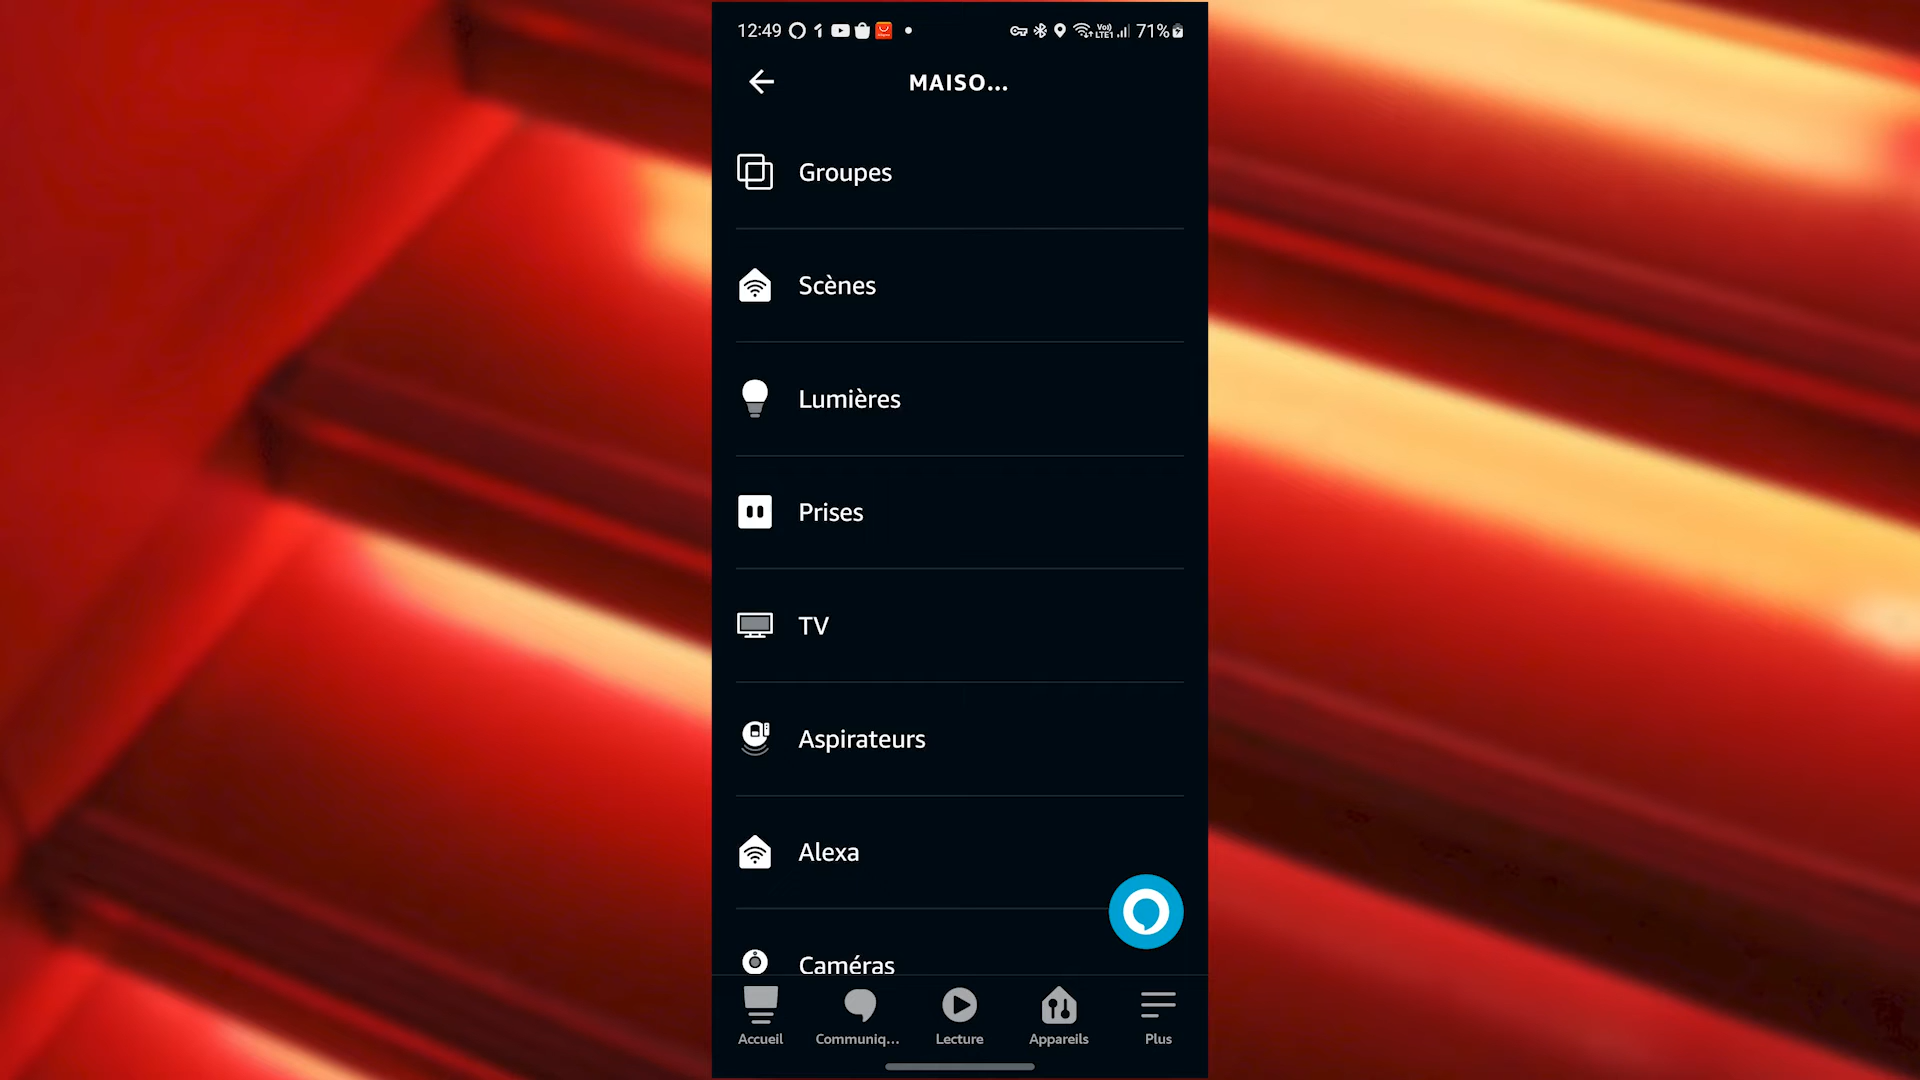 12:49 71%
MAISO...
Groupes
Scènes
Lumières
Prises
TV
Aspirateurs
Alexa
Caméras
Accueil Communiq... Lecture Appareils Plus